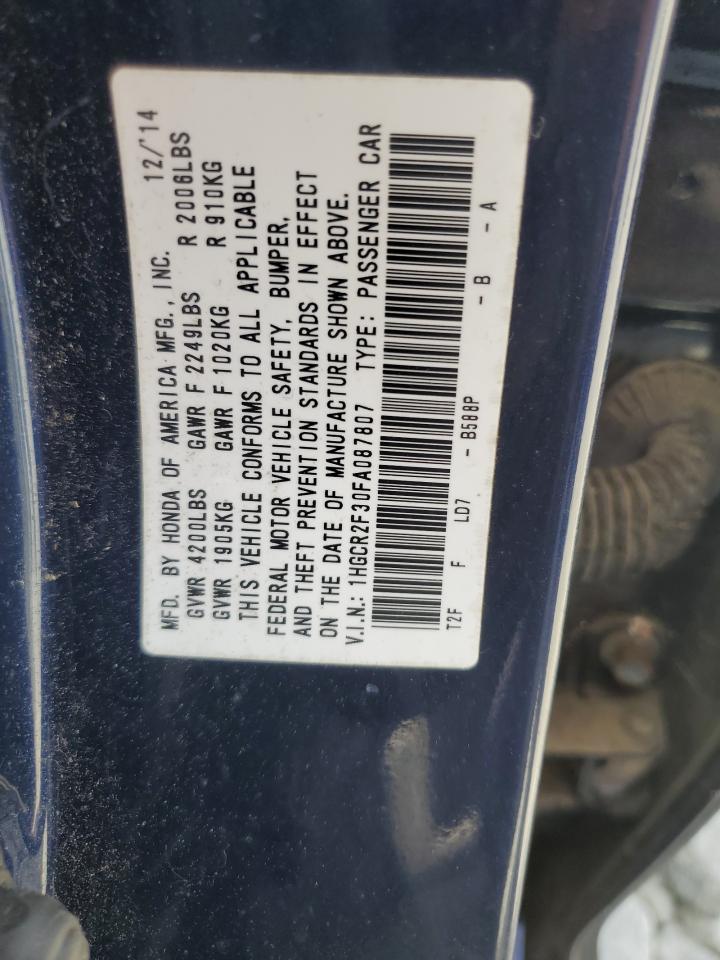 MFD. BY HONDA OF AMERICA MFG., INC. 12/'14
GVWR 4200LBS GAWR F 2249LBS R 2006LBS
GVWR 1905KG GAWR F 1020KG R 910KG
THIS VEHICLE CONFORMS TO ALL APPLICABLE
FEDERAL MOTOR VEHICLE SAFETY, BUMPER,
AND THEFT PREVENTION STANDARDS IN EFFECT
ON THE DATE OF MANUFACTURE SHOWN ABOVE.
V.I.N.: 1HGCR2F30FA087807 TYPE: PASSENGER CAR
T2F F LD7 - B588P - B - A